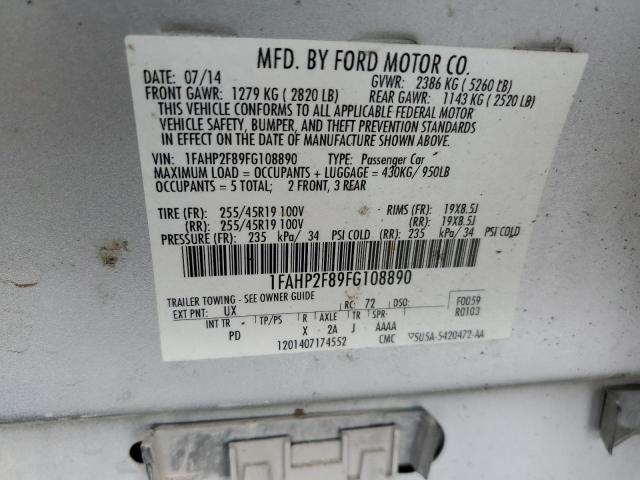 MFD. BY FORD MOTOR CO.
DATE: 07/14 GVWR: 2386 KG ( 5260 LB)
FRONT GAWR: 1279 KG ( 2820 LB) REAR GAWR: 1143 KG ( 2520 LB)
THIS VEHICLE CONFORMS TO ALL APPLICABLE FEDERAL MOTOR
VEHICLE SAFETY, BUMPER, AND THEFT PREVENTION STANDARDS
IN EFFECT ON THE DATE OF MANUFACTURE SHOWN ABOVE.
VIN: 1FAHP2F89FG108890 TYPE: Passenger Car
MAXIMUM LOAD = OCCUPANTS + LUGGAGE = 430KG/ 950LB
OCCUPANTS = 5 TOTAL; 2 FRONT, 3 REAR
TIRE (FR): 255/45R19 100V RIMS (FR): 19X8.5J
(RR): 255/45R19 100V (RR): 19X8.5J
PRESSURE (FR): 235 kPa/ 34 PSI COLD (RR): 235 kPa/ 34 PSI COLD
1FAHP2F89FG108890
TRAILER TOWING - SEE OWNER GUIDE
EXT PNT: UX RC: 72 DSO: F0059
INT TR TP/PS R AXLE TR SPR R0103
PD X 2A J AAAA
1201407174552 CMC 5U5A-5420472-AA